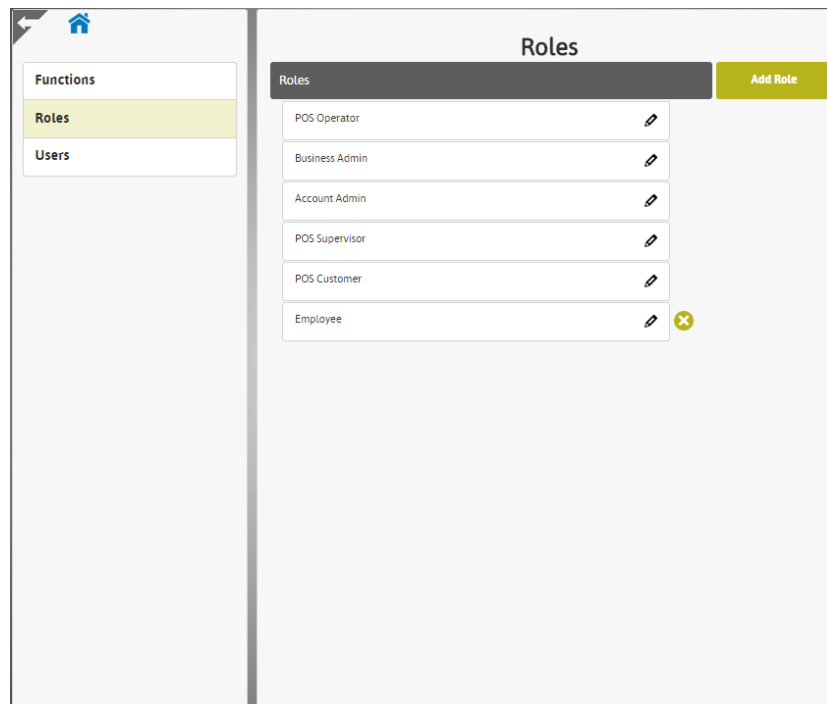 Functions
Roles
Users
Roles
Roles
Add Role
POS Operator
Business Admin
Account Admin
POS Supervisor
POS Customer
Employee